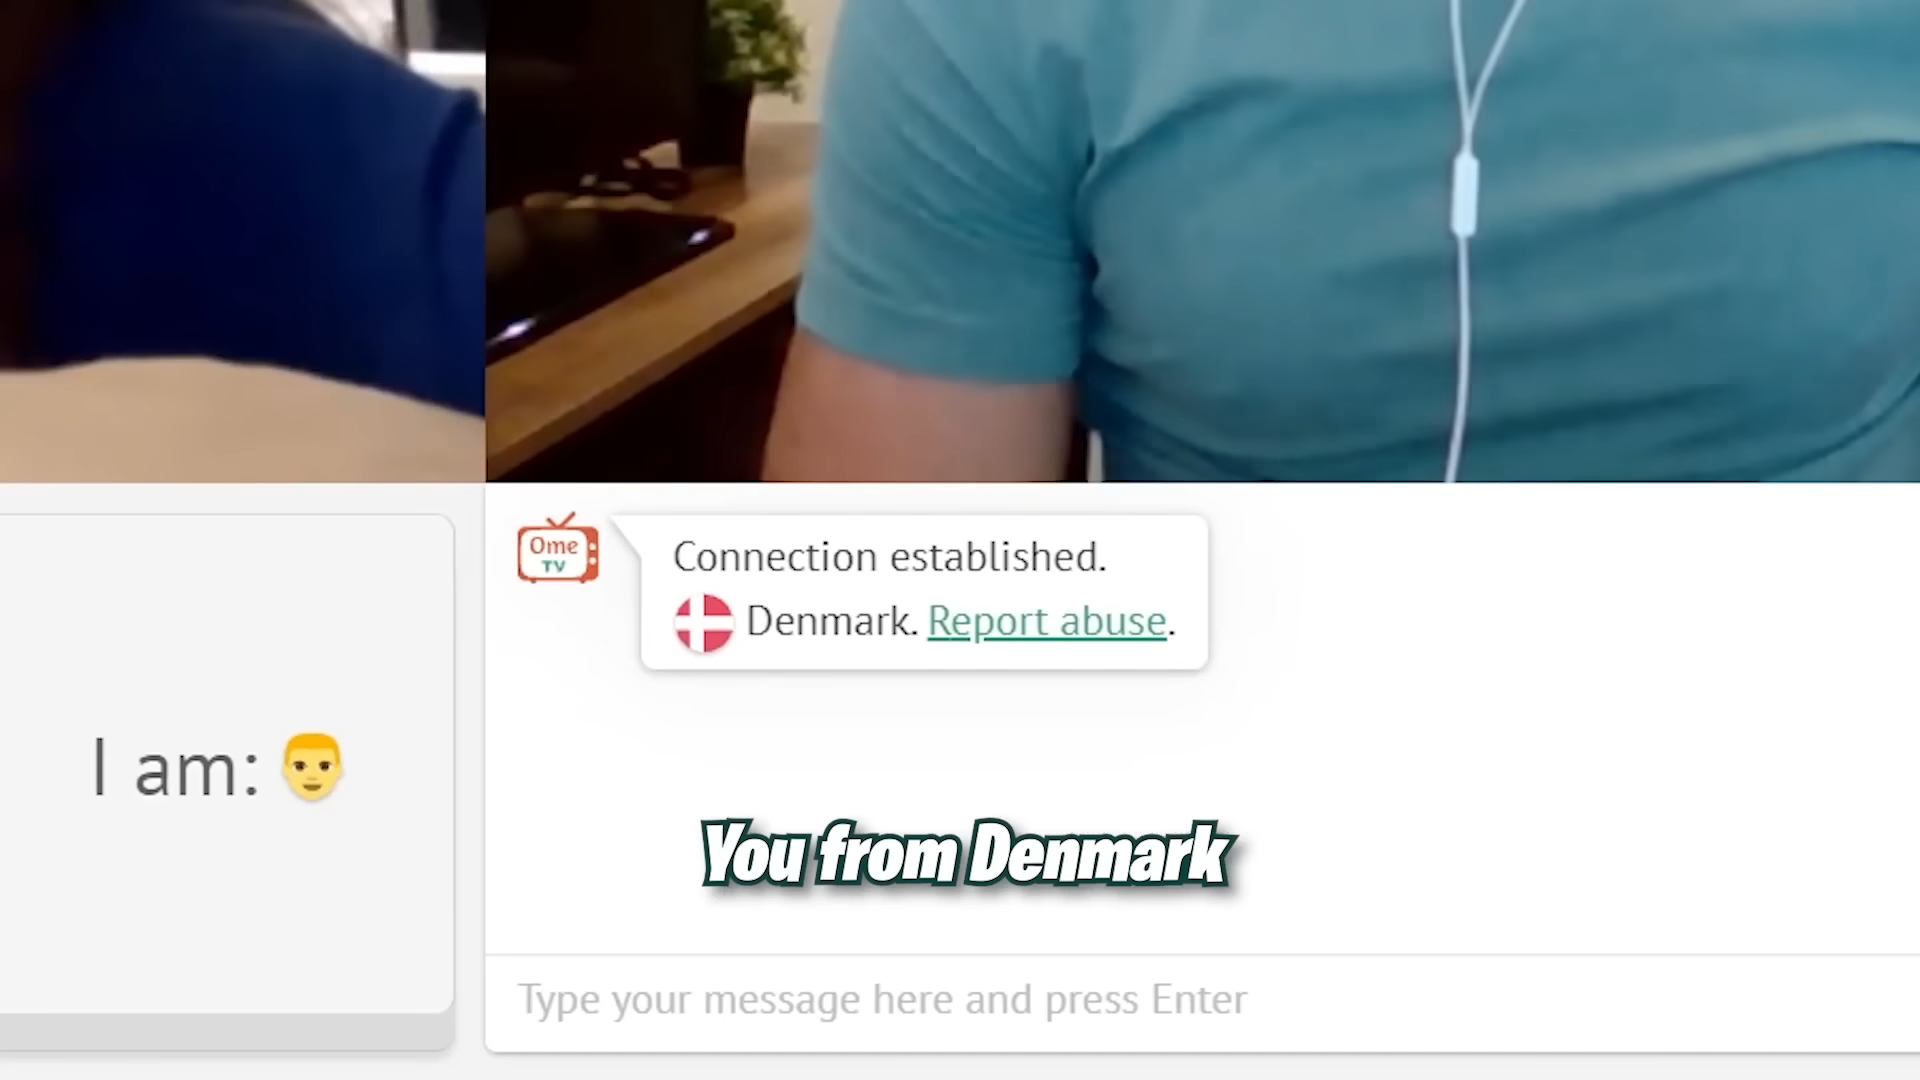 Ome
TV
Connection established.
Denmark. Report abuse.
I am:
You from Denmark
Type your message here and press Enter